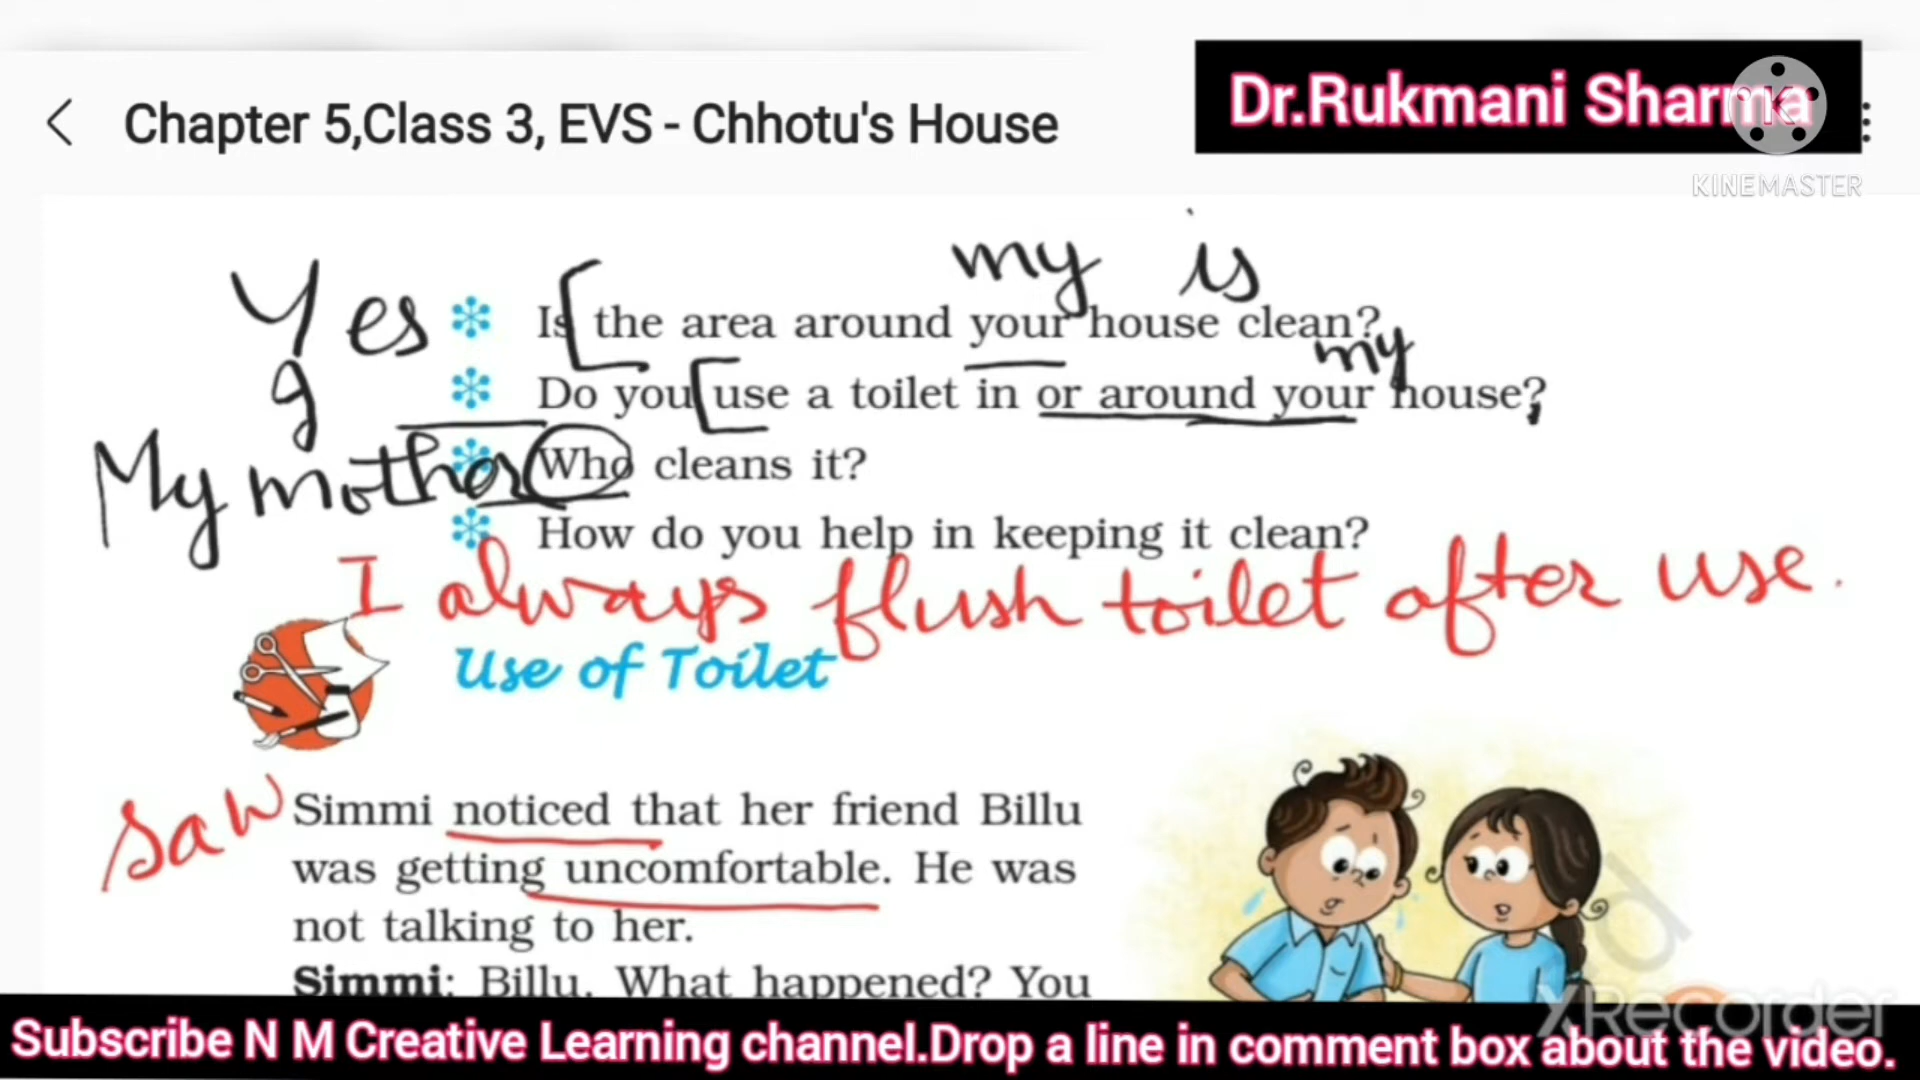 Dr.Rukmani Sharma
Chapter 5,Class 3, EVS - Chhotu's House
KINEMASTER
my is
Yes Is the area around your house clean?
my
I Do you use a toilet in or around your house?
My mother Who cleans it?
How do you help in keeping it clean?
I always flush toilet after use.
Use of Toilet
saw Simmi noticed that her friend Billu
was getting uncomfortable. He was
not talking to her.
Simmi: Billu. What happened? You
XRecorder
Subscribe N M Creative Learning channel.Drop a line in comment box about the video.